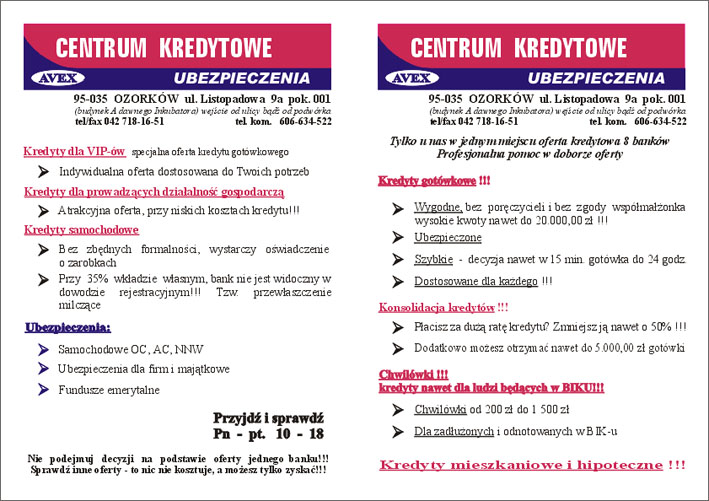 CENTRUM KREDYTOWE
AVEX UBEZPIECZENIA
95-035 OZORKÓW ul. Listopadowa 9a pok. 001
(budynek A dawnego Inkubatora) wejście od ulicy bądź od podwórka
tel/fax 042 718-16-51 tel. kom. 606-634-522
Kredyty dla VIP-ów specjalna oferta kredytu gotówkowego
➤ Indywidualna oferta dostosowana do Twoich potrzeb
Kredyty dla prowadzących działalność gospodarczą
➤ Atrakcyjna oferta, przy niskich kosztach kredytu!!!
Kredyty samochodowe
➤ Bez zbędnych formalności, wystarczy oświadczenie
o zarobkach
➤ Przy 35% wkładzie własnym, bank nie jest widoczny w
dowodzie rejestracyjnym!!! Tzw. przewłaszczenie
milczące
Ubezpieczenia:
➤ Samochodowe OC, AC, NNW
➤ Ubezpieczenia dla firm i majątkowe
➤ Fundusze emerytalne
Przyjdź i sprawdź
Pn - pt. 10 - 18
Nie podejmuj decyzji na podstawie oferty jednego banku!!!
Sprawdź inne oferty - to nic nie kosztuje, a możesz tylko zyskać!!!
CENTRUM KREDYTOWE
AVEX UBEZPIECZENIA
95-035 OZORKÓW ul. Listopadowa 9a pok. 001
(budynek A dawnego Inkubatora) wejście od ulicy bądź od podwórka
tel/fax 042 718-16-51 tel. kom. 606-634-522
Tylko u nas w jednym miejscu oferta kredytowa 8 banków
Profesjonalna pomoc w doborze oferty
Kredyty gotówkowe !!!
➤ Wygodne, bez poręczycieli i bez zgody współmałżonka
wysokie kwoty nawet do 20.000,00 zł !!!
➤ Ubezpieczone
➤ Szybkie - decyzja nawet w 15 min. gotówka do 24 godz.
➤ Dostosowane dla każdego !!!
Konsolidacja kredytów !!!
➤ Płacisz za dużą ratę kredytu? Zmniejsz ją nawet o 50% !!!
➤ Dodatkowo możesz otrzymać nawet do 5.000,00 zł gotówki
Chwilówki !!!
kredyty nawet dla ludzi będących w BIKU!!!
➤ Chwilówki od 200 zł do 1 500 zł
➤ Dla zadłużonych i odnotowanych w BIK-u
Kredyty mieszkaniowe i hipoteczne !!!